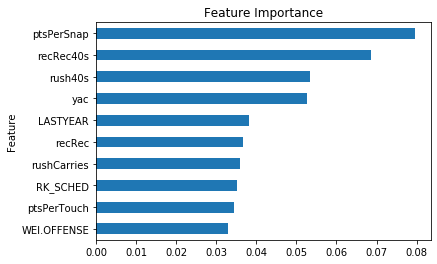 Feature Importance
ptsPerSnap
recRec40s
rush40s
yac
LASTYEAR
recRec
rushCarries
RK_SCHED
ptsPerTouch
WEI.OFFENSE
Feature
0.00 0.01 0.02 0.03 0.04 0.05 0.06 0.07 0.08